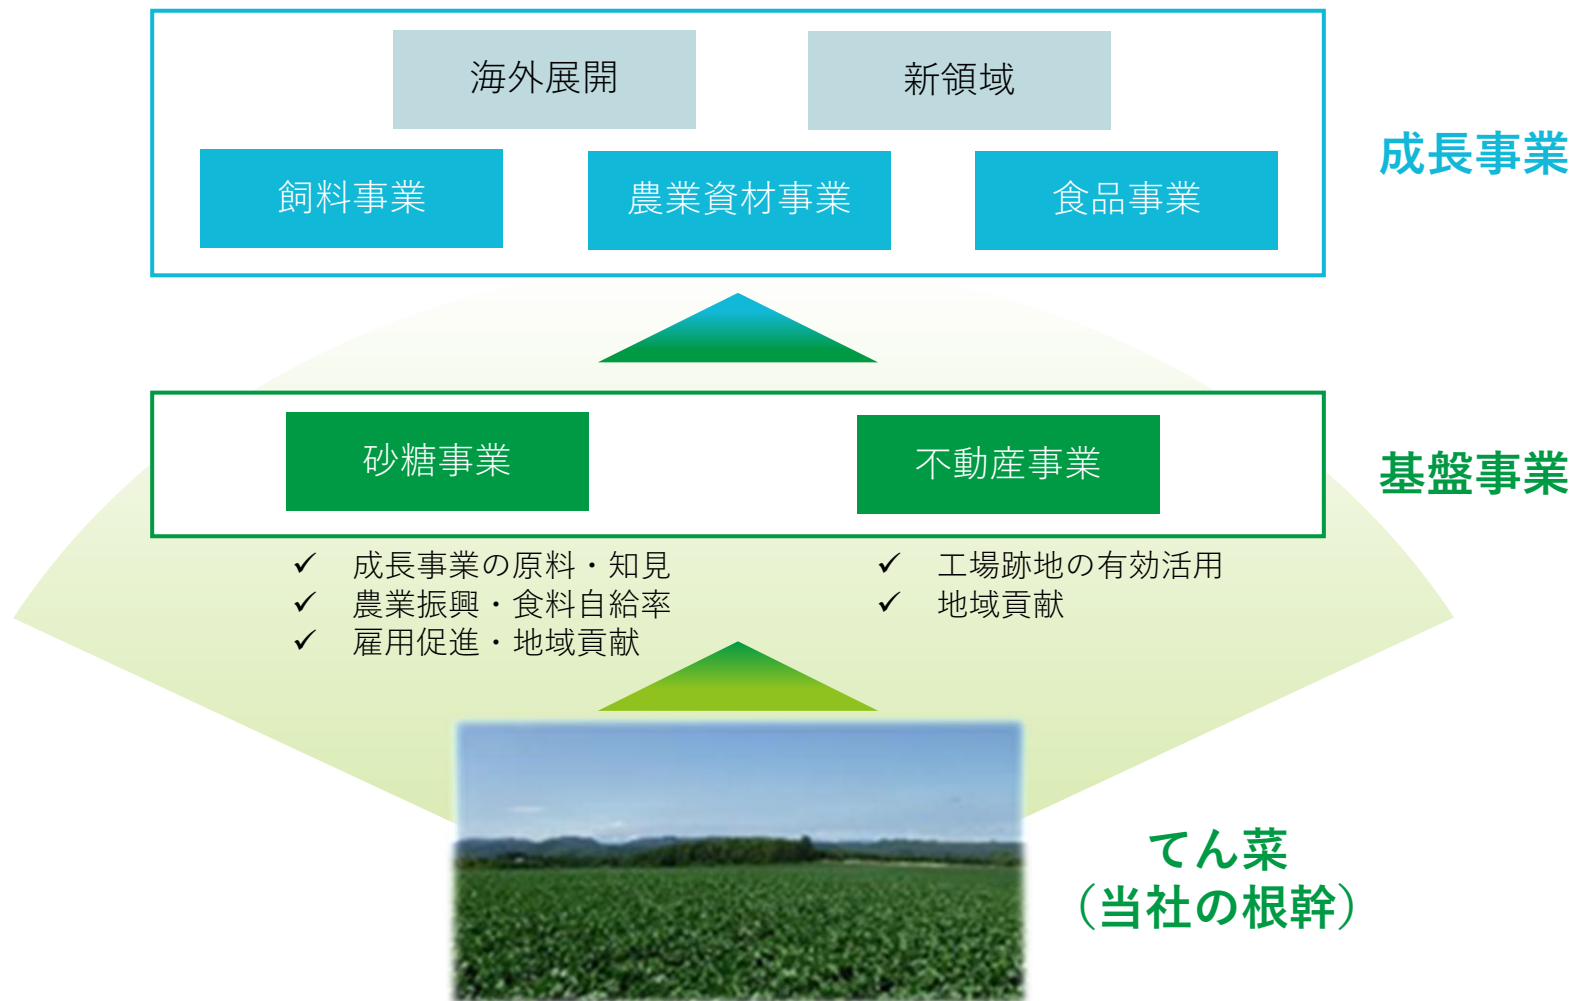 海外展開
新領域
成長事業
飼料事業
農業資材事業
食品事業
砂糖事業
不動産事業
基盤事業
✓ 成長事業の原料・知見
✓ 農業振興・食料自給率
✓ 雇用促進・地域貢献
✓ 工場跡地の有効活用
✓ 地域貢献
てん菜
（当社の根幹）